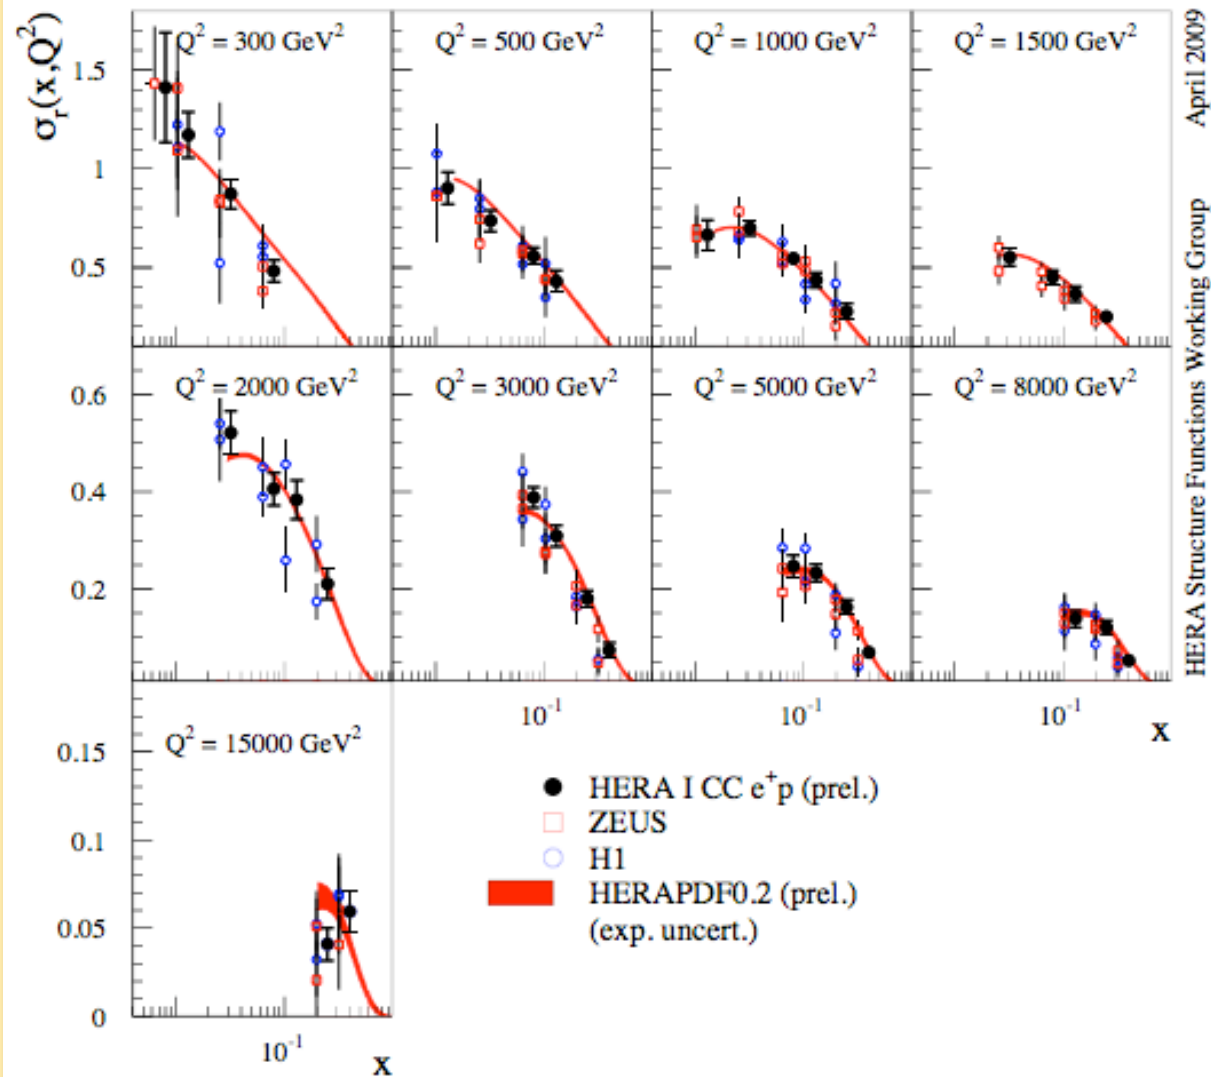 σr(x,Q²)
Q² = 300 GeV²
Q² = 500 GeV²
Q² = 1000 GeV²
Q² = 1500 GeV²
1.5
1
0.5
Q² = 2000 GeV²
Q² = 3000 GeV²
Q² = 5000 GeV²
Q² = 8000 GeV²
0.6
0.4
0.2
10⁻¹
10⁻¹
10⁻¹
x
Q² = 15000 GeV²
0.15
0.1
0.05
0
10⁻¹
x
HERA I CC e⁺p (prel.)
ZEUS
H1
HERAPDF0.2 (prel.)
(exp. uncert.)
HERA Structure Functions Working Group April 2009